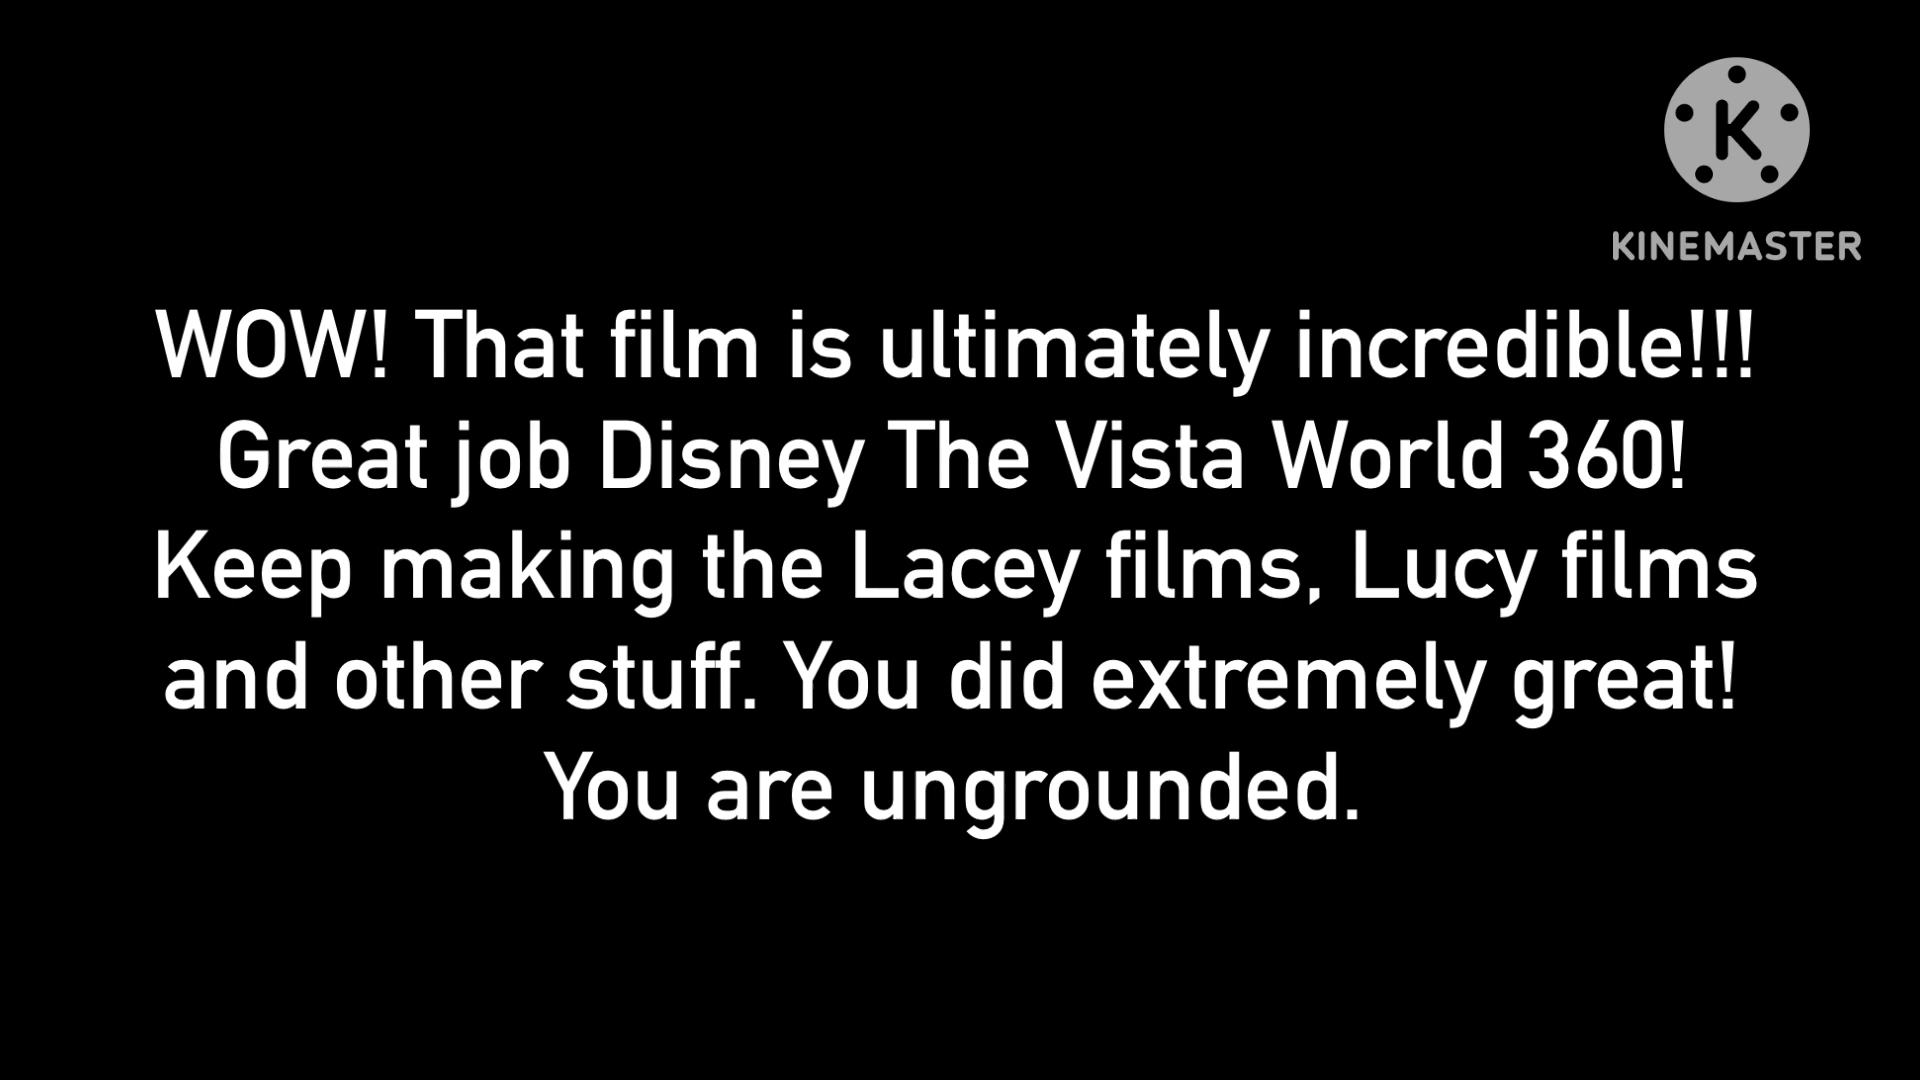 KINEMASTER
WOW! That film is ultimately incredible!!!
Great job Disney The Vista World 360!
Keep making the Lacey films, Lucy films
and other stuff. You did extremely great!
You are ungrounded.